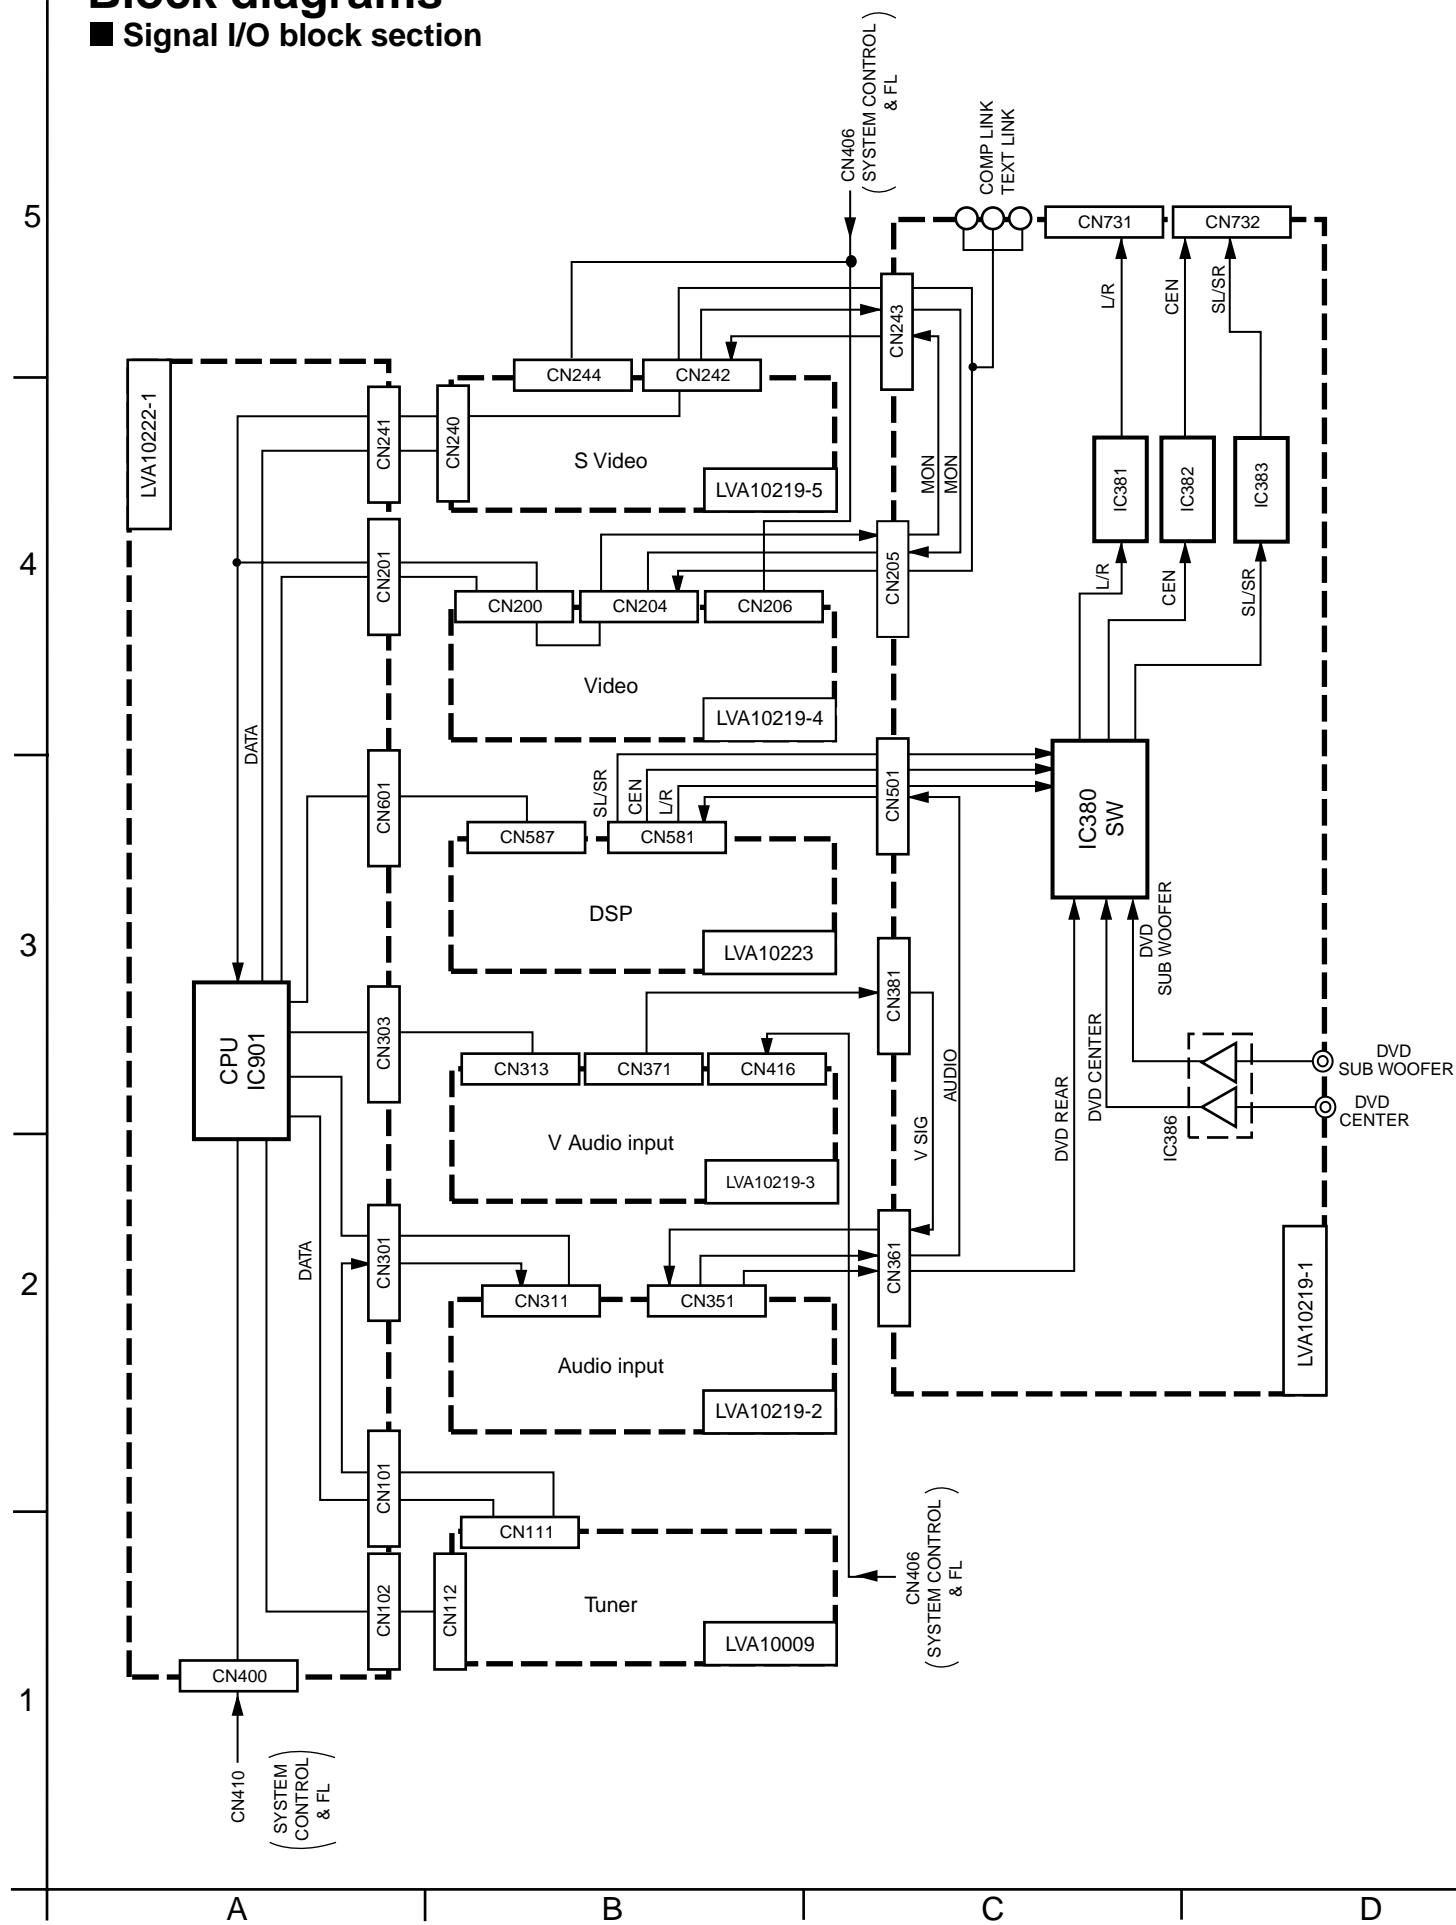 Block diagrams
■ Signal I/O block section
CN406
(SYSTEM CONTROL
& FL)
COMP LINK
TEXT LINK
5
CN731
CN732
L/R
CEN
SL/SR
CN243
LVA10222-1
CN244
CN242
CN241
CN240
S Video
LVA10219-5
MON
MON
IC381
IC382
IC383
4
CN201
CN200
CN204
CN206
CN205
L/R
CEN
SL/SR
Video
LVA10219-4
DATA
CN601
SL/SR
CEN
L/R
CN501
CN587
CN581
IC380
SW
DSP
LVA10223
3
DVD
SUB WOOFER
CN381
CPU
IC901
CN303
CN313
CN371
CN416
V Audio input
LVA10219-3
V SIG
AUDIO
DVD REAR
DVD CENTER
IC386
DVD
SUB WOOFER
DVD
CENTER
2
DATA
CN301
CN311
CN351
CN361
Audio input
LVA10219-2
LVA10219-1
CN101
CN111
CN102
CN112
Tuner
LVA10009
CN406
(SYSTEM CONTROL
& FL)
1
CN400
CN410
(SYSTEM
CONTROL
& FL)
A
B
C
D